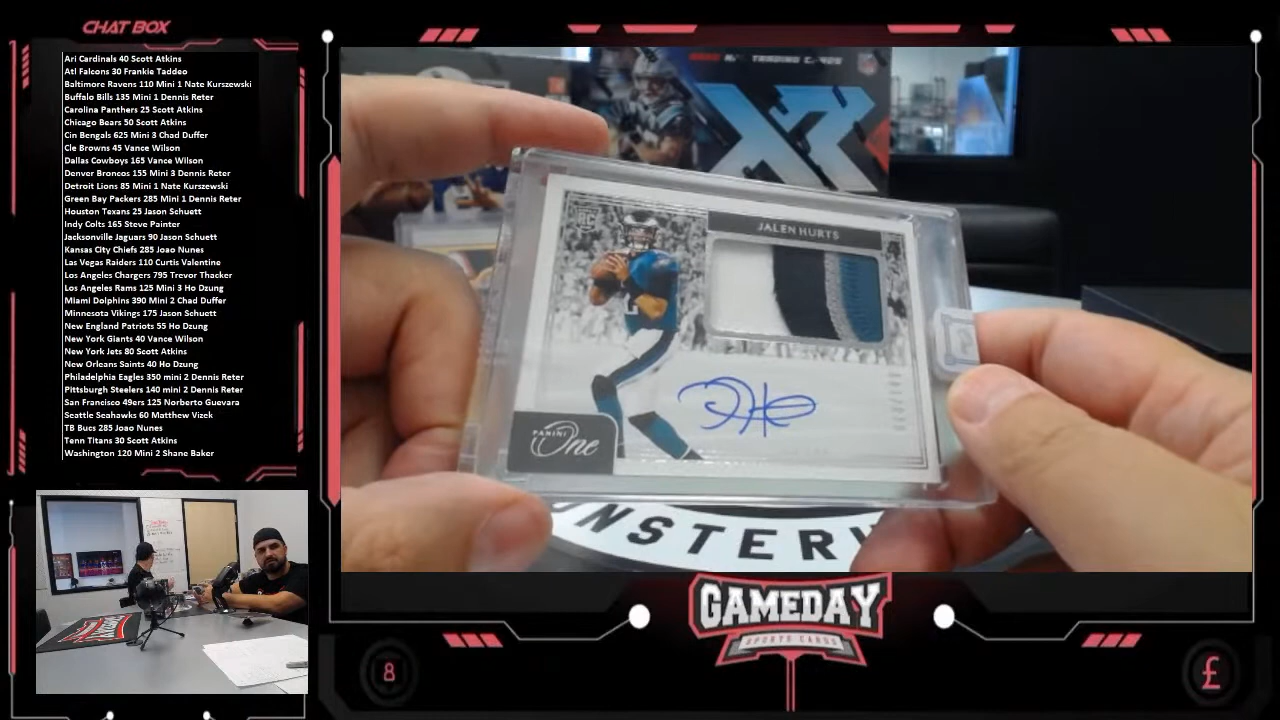 CHAT BOX
Ari Cardinals 40 Scott Atkins
Atl Falcons 30 Frankie Taddeo
Baltimore Ravens 110 Mini 1 Nate Kurszewski
Buffalo Bills 135 Mini 1 Dennis Reter
Carolina Panthers 25 Scott Atkins
Chicago Bears 50 Scott Atkins
Cin Bengals 625 Mini 3 Chad Duffer
Cle Browns 45 Vance Wilson
Dallas Cowboys 165 Vance Wilson
Denver Broncos 155 Mini 3 Dennis Reter
Detroit Lions 85 Mini 1 Nate Kurszewski
Green Bay Packers 285 Mini 1 Dennis Reter
Houston Texans 25 Jason Schuett
Indy Colts 165 Steve Painter
Jacksonville Jaguars 90 Jason Schuett
Kansas City Chiefs 285 Joao Nunes
Las Vegas Raiders 110 Curtis Valentine
Los Angeles Chargers 795 Trevor Thacker
Los Angeles Rams 125 Mini 3 Ho Dzung
Miami Dolphins 390 Mini 2 Chad Duffer
Minnesota Vikings 175 Jason Schuett
New England Patriots 55 Ho Dzung
New York Giants 40 Vance Wilson
New York Jets 80 Scott Atkins
New Orleans Saints 40 Ho Dzung
Philadelphia Eagles 350 mini 2 Dennis Reter
Pittsburgh Steelers 140 mini 2 Dennis Reter
San Francisco 49ers 125 Norberto Guevara
Seattle Seahawks 60 Matthew Vizek
TB Bucs 285 Joao Nunes
Tenn Titans 30 Scott Atkins
Washington 120 Mini 2 Shane Baker
TRADING CARDS
XR
RC
JALEN HURTS
PANINI
One
NSTERY
GAMEDAY
SPORTS CARDS
8
£